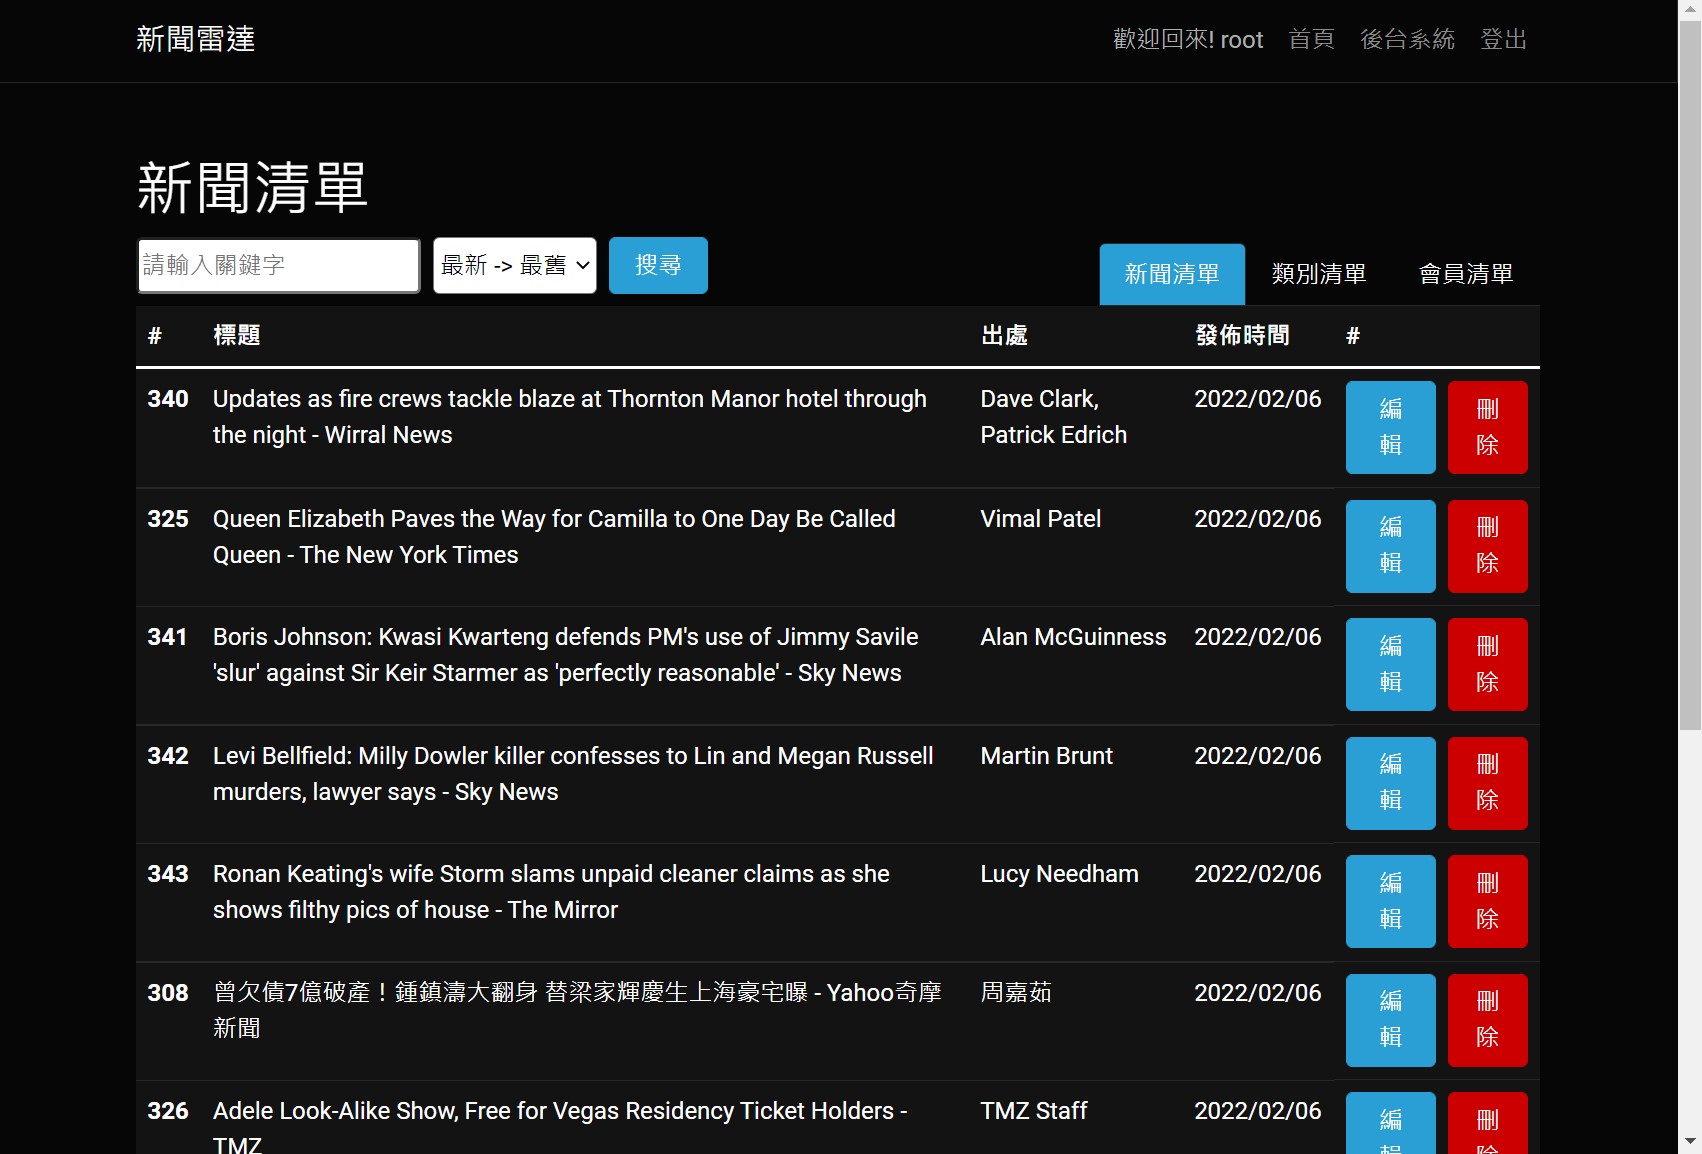 新聞雷達
歡迎回來! root 首頁 後台系統 登出
新聞清單
請輸入關鍵字 最新 -> 最舊 搜尋 新聞清單 類別清單 會員清單
# 標題 出處 發佈時間 #
340 Updates as fire crews tackle blaze at Thornton Manor hotel through
the night - Wirral News
Dave Clark,
Patrick Edrich
2022/02/06
編
輯
刪
除
325 Queen Elizabeth Paves the Way for Camilla to One Day Be Called
Queen - The New York Times
Vimal Patel
2022/02/06
編
輯
刪
除
341 Boris Johnson: Kwasi Kwarteng defends PM's use of Jimmy Savile
'slur' against Sir Keir Starmer as 'perfectly reasonable' - Sky News
Alan McGuinness
2022/02/06
編
輯
刪
除
342 Levi Bellfield: Milly Dowler killer confesses to Lin and Megan Russell
murders, lawyer says - Sky News
Martin Brunt
2022/02/06
編
輯
刪
除
343 Ronan Keating's wife Storm slams unpaid cleaner claims as she
shows filthy pics of house - The Mirror
Lucy Needham
2022/02/06
編
輯
刪
除
308 曾欠債7億破產！鍾鎮濤大翻身 替梁家輝慶生上海豪宅曝 - Yahoo奇摩
新聞
周嘉茹
2022/02/06
編
輯
刪
除
326 Adele Look-Alike Show, Free for Vegas Residency Ticket Holders -
TMZ
TMZ Staff
2022/02/06
編
輯
刪
除